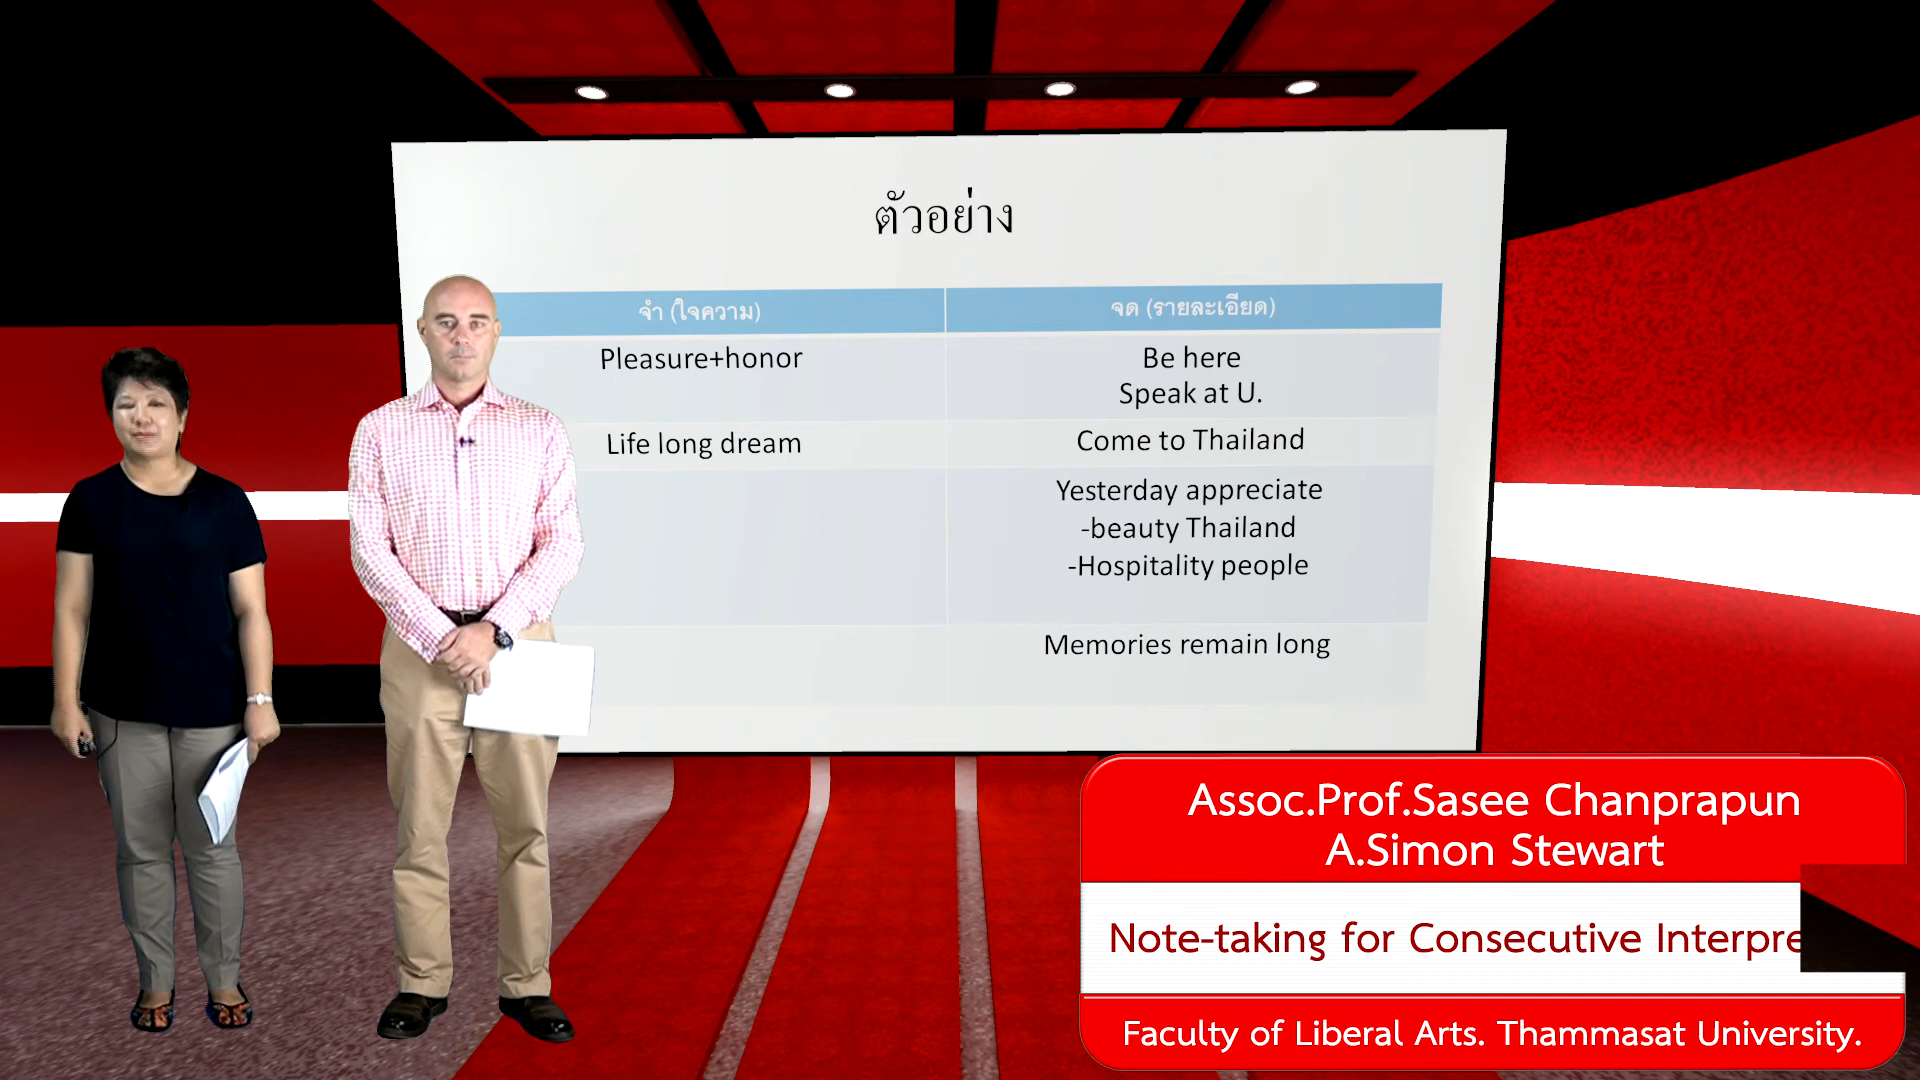 ตัวอย่าง
จำ (ใจความ)
จด (รายละเอียด)
Pleasure+honor
Be here
Speak at U.
Life long dream
Come to Thailand
Yesterday appreciate
-beauty Thailand
-Hospitality people
Memories remain long
Assoc.Prof.Sasee Chanprapun
A.Simon Stewart
Note-taking for Consecutive
Faculty of Liberal Arts. Thammasat University.